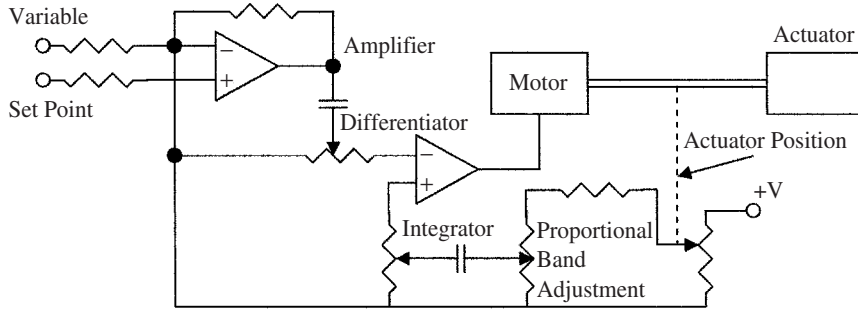 Variable
Set Point
−
+
Amplifier
Differentiator
−
+
Motor
Actuator
Actuator Position
+V
Integrator
Proportional
Band
Adjustment